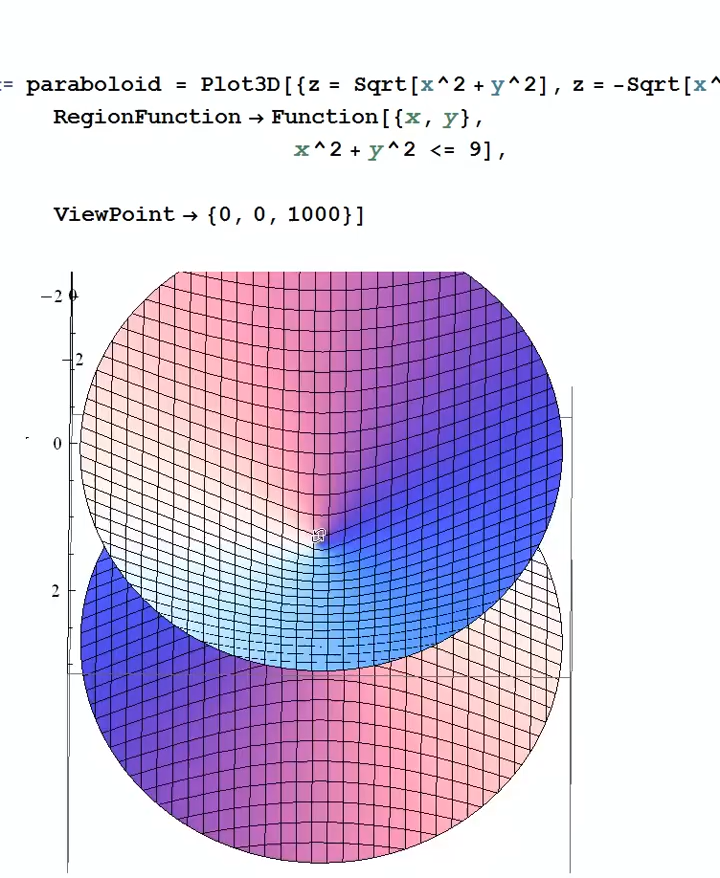 = paraboloid = Plot3D[{z = Sqrt[x^2+y^2], z = -Sqrt[x^
RegionFunction → Function[{x, y},
x^2+y^2 <= 9],
ViewPoint → {0, 0, 1000}]
-2 0
-2
0
2